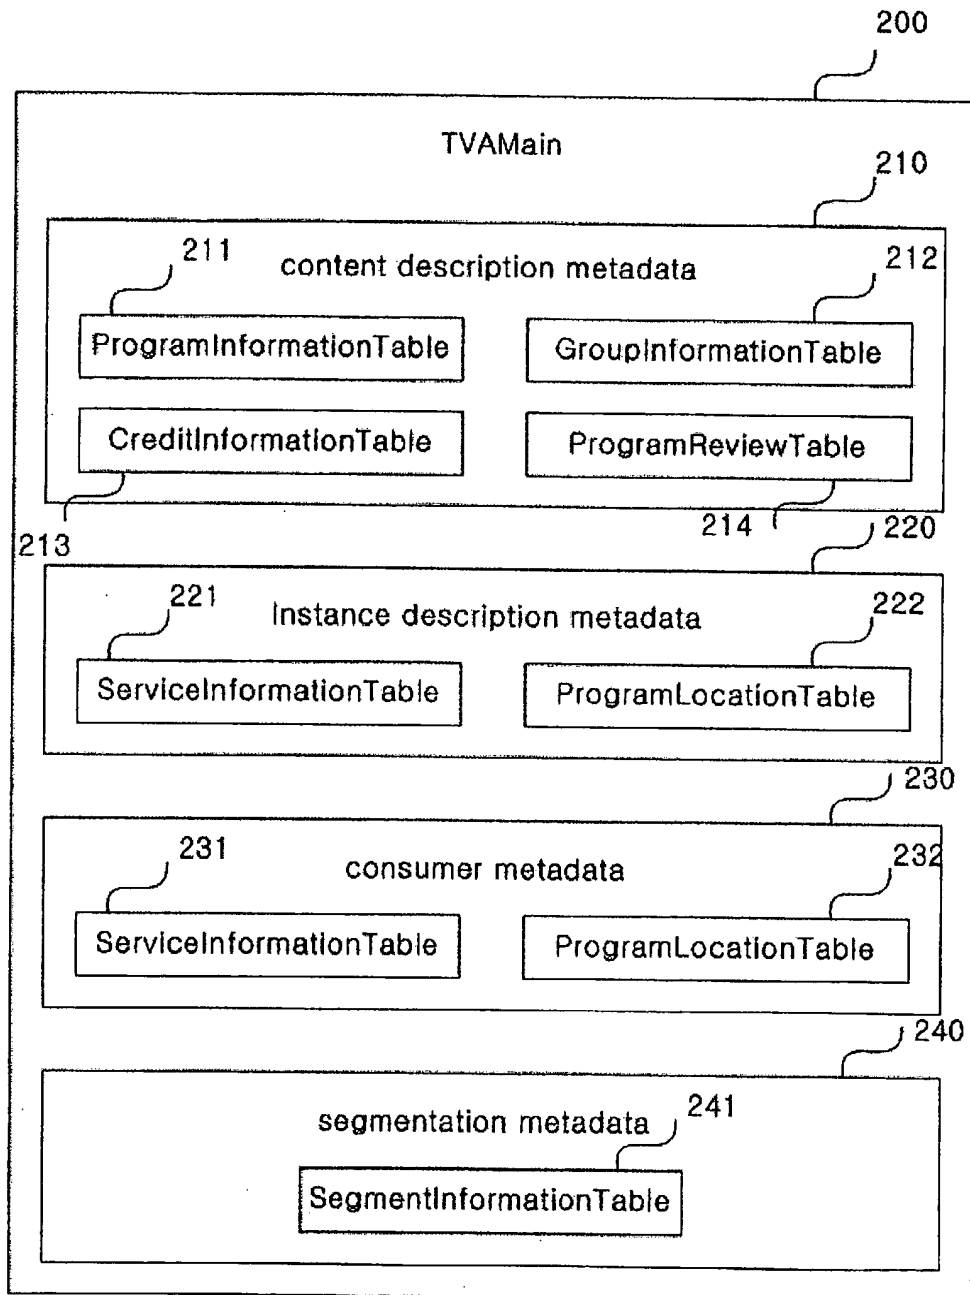 200
TVAMain
210
211
content description metadata
212
ProgramInformationTable
GroupInformationTable
CreditInformationTable
ProgramReviewTable
213
214
220
221
Instance description metadata
222
ServiceInformationTable
ProgramLocationTable
230
231
consumer metadata
232
ServiceInformationTable
ProgramLocationTable
240
segmentation metadata
241
SegmentInformationTable